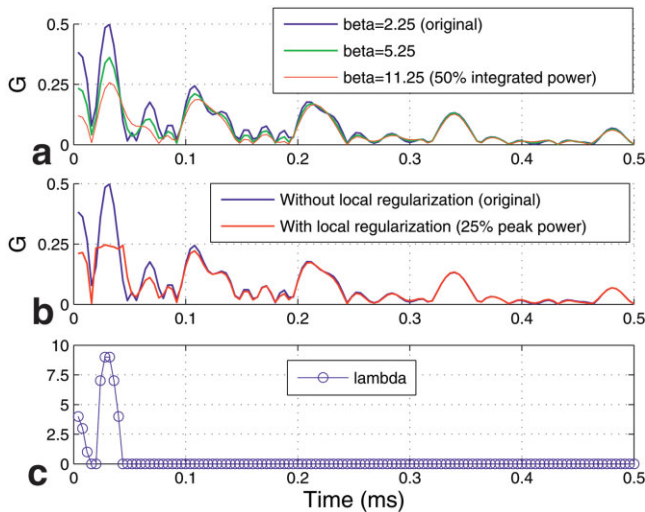 0.5
0.25
0
G
beta=2.25 (original)
beta=5.25
beta=11.25 (50% integrated power)
a
0 0.1 0.2 0.3 0.4 0.5
0.5
0.25
0
G
Without local regularization (original)
With local regularization (25% peak power)
b
0 0.1 0.2 0.3 0.4 0.5
10
7.5
5
2.5
0
lambda
c
0 0.1 0.2 0.3 0.4 0.5
Time (ms)